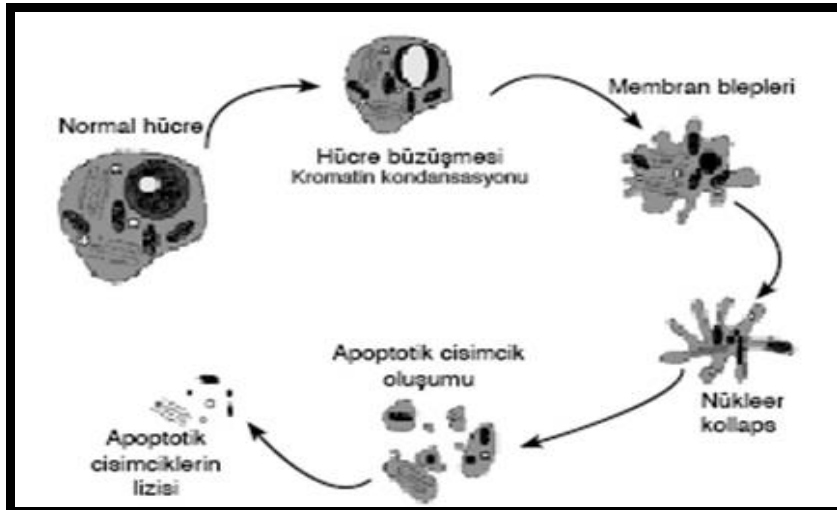 Normal hücre
Hücre büzüşmesi
Kromatin kondansasyonu
Membran blepleri
Nükleer
kollaps
Apoptotik cisimcik
oluşumu
Apoptotik
cisimciklerin
lizisi